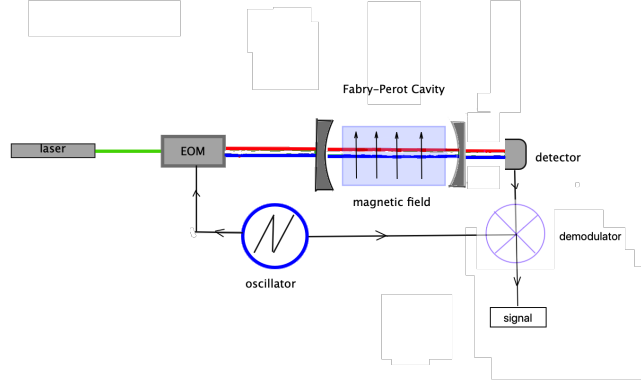 Fabry-Perot Cavity
laser
EOM
detector
magnetic field
demodulator
oscillator
signal